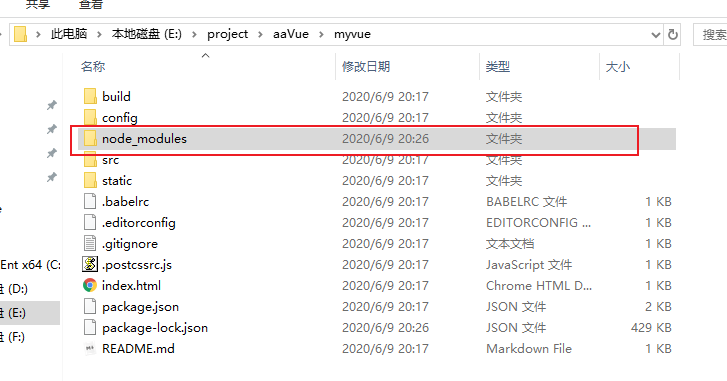 共享 查看
此电脑 > 本地磁盘 (E:) > project > aaVue > myvue 搜索
名称 修改日期 类型 大小
build 2020/6/9 20:17 文件夹
config 2020/6/9 20:17 文件夹
node_modules 2020/6/9 20:26 文件夹
src 2020/6/9 20:17 文件夹
static 2020/6/9 20:17 文件夹
.babelrc 2020/6/9 20:17 BABELRC 文件 1 KB
.editorconfig 2020/6/9 20:17 EDITORCONFIG ... 1 KB
.gitignore 2020/6/9 20:17 文本文档 1 KB
.postcssrc.js 2020/6/9 20:17 JavaScript 文件 1 KB
index.html 2020/6/9 20:17 Chrome HTML D... 1 KB
package.json 2020/6/9 20:17 JSON 文件 2 KB
package-lock.json 2020/6/9 20:26 JSON 文件 429 KB
README.md 2020/6/9 20:17 Markdown File 1 KB
Ent x64 (C:
(D:)
(E:)
(F:)